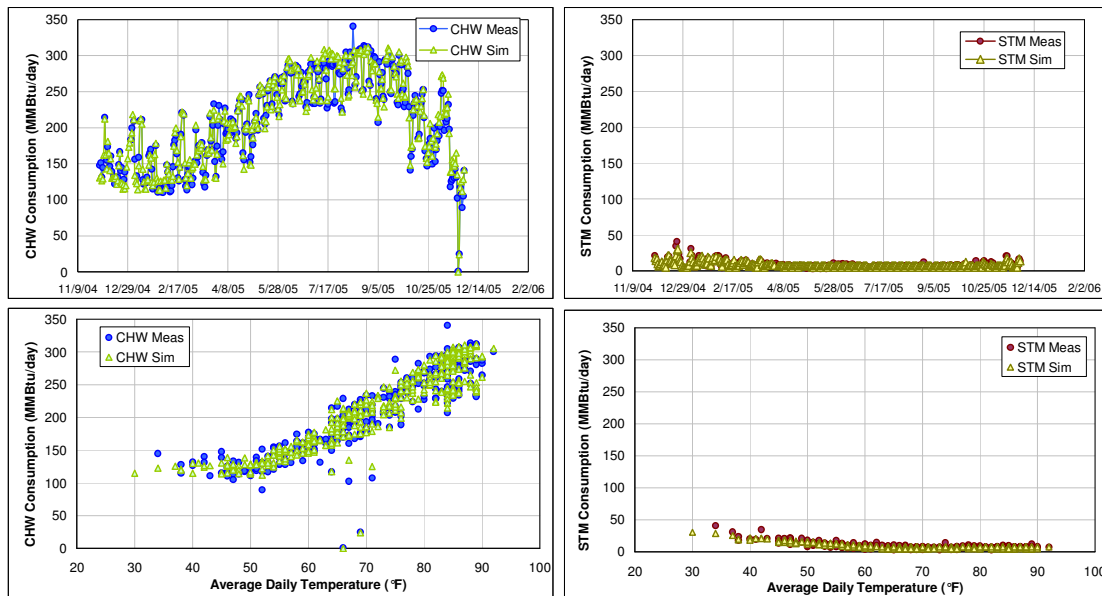 CHW Consumption (MMBtu/day)
350
300
250
200
150
100
50
0
CHW Meas
CHW Sim
11/9/04 12/29/04 2/17/05 4/8/05 5/28/05 7/17/05 9/5/05 10/25/05 12/14/05 2/2/06
STM Consumption (MMBtu/day)
350
300
250
200
150
100
50
0
STM Meas
STM Sim
11/9/04 12/29/04 2/17/05 4/8/05 5/28/05 7/17/05 9/5/05 10/25/05 12/14/05 2/2/06
CHW Consumption (MMBtu/day)
350
300
250
200
150
100
50
0
CHW Meas
CHW Sim
20 30 40 50 60 70 80 90 100
Average Daily Temperature (°F)
STM Consumption (MMBtu/day)
350
300
250
200
150
100
50
0
STM Meas
STM Sim
20 30 40 50 60 70 80 90 100
Average Daily Temperature (°F)